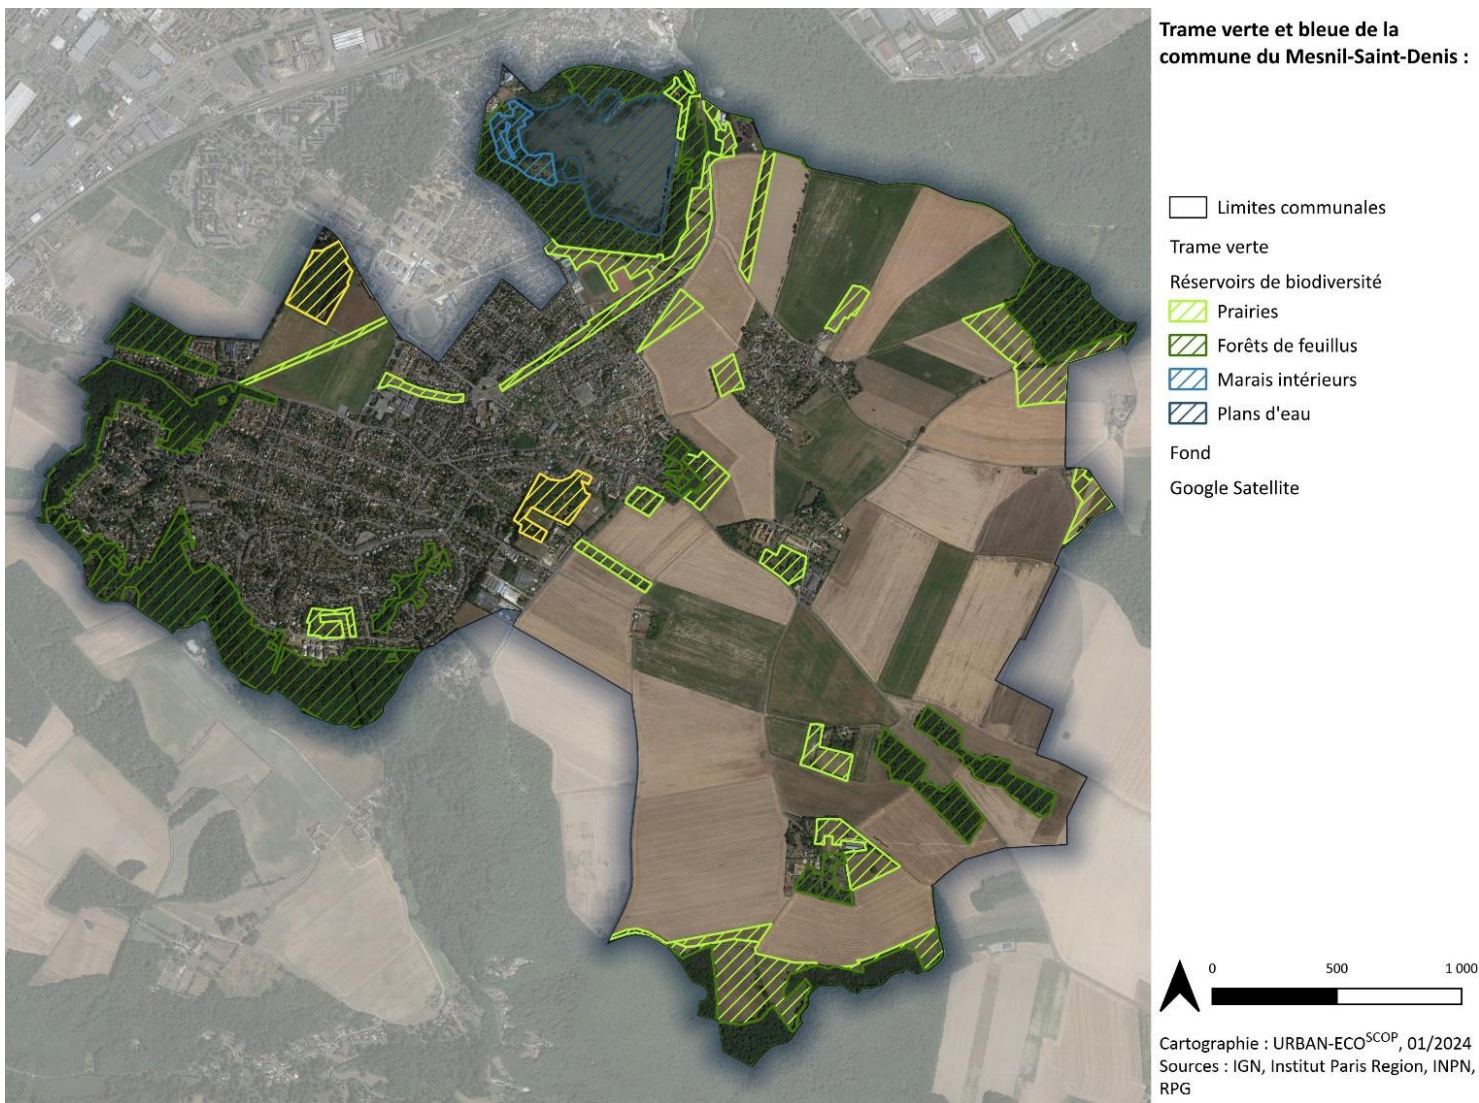 Trame verte et bleue de la
commune du Mesnil-Saint-Denis :
Limites communales
Trame verte
Réservoirs de biodiversité
Prairies
Forêts de feuillus
Marais intérieurs
Plans d'eau
Fond
Google Satellite
0 500 1 000
Cartographie : URBAN-ECOSCOP, 01/2024
Sources : IGN, Institut Paris Region, INPN,
RPG